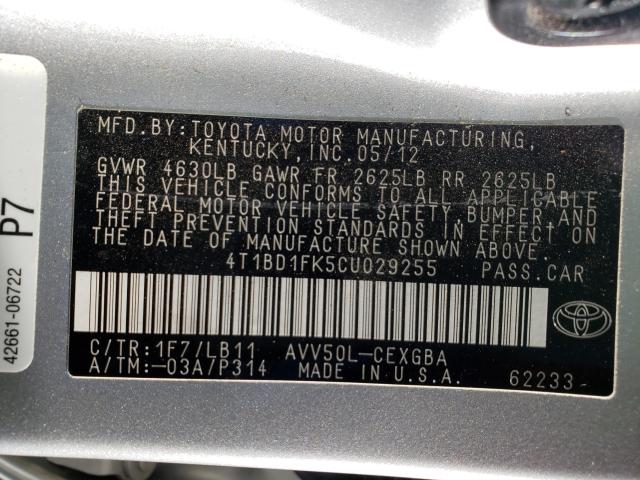 MFD.BY:TOYOTA MOTOR MANUFACTURING,
KENTUCKY, INC. 05/12
GVWR 4630LB GAWR FR 2625LB RR 2625LB
THIS VEHICLE CONFORMS TO ALL APPLICABLE
FEDERAL MOTOR VEHICLE SAFETY, BUMPER AND
THEFT PREVENTION STANDARDS IN EFFECT ON
THE DATE OF MANUFACTURE SHOWN ABOVE.
4T1BD1FK5CU029255 PASS.CAR
C/TR:1F7/LB11 AVV50L-CEXGBA
A/TM:-03A/P314 MADE IN U.S.A. 62233
42661-06722 P7